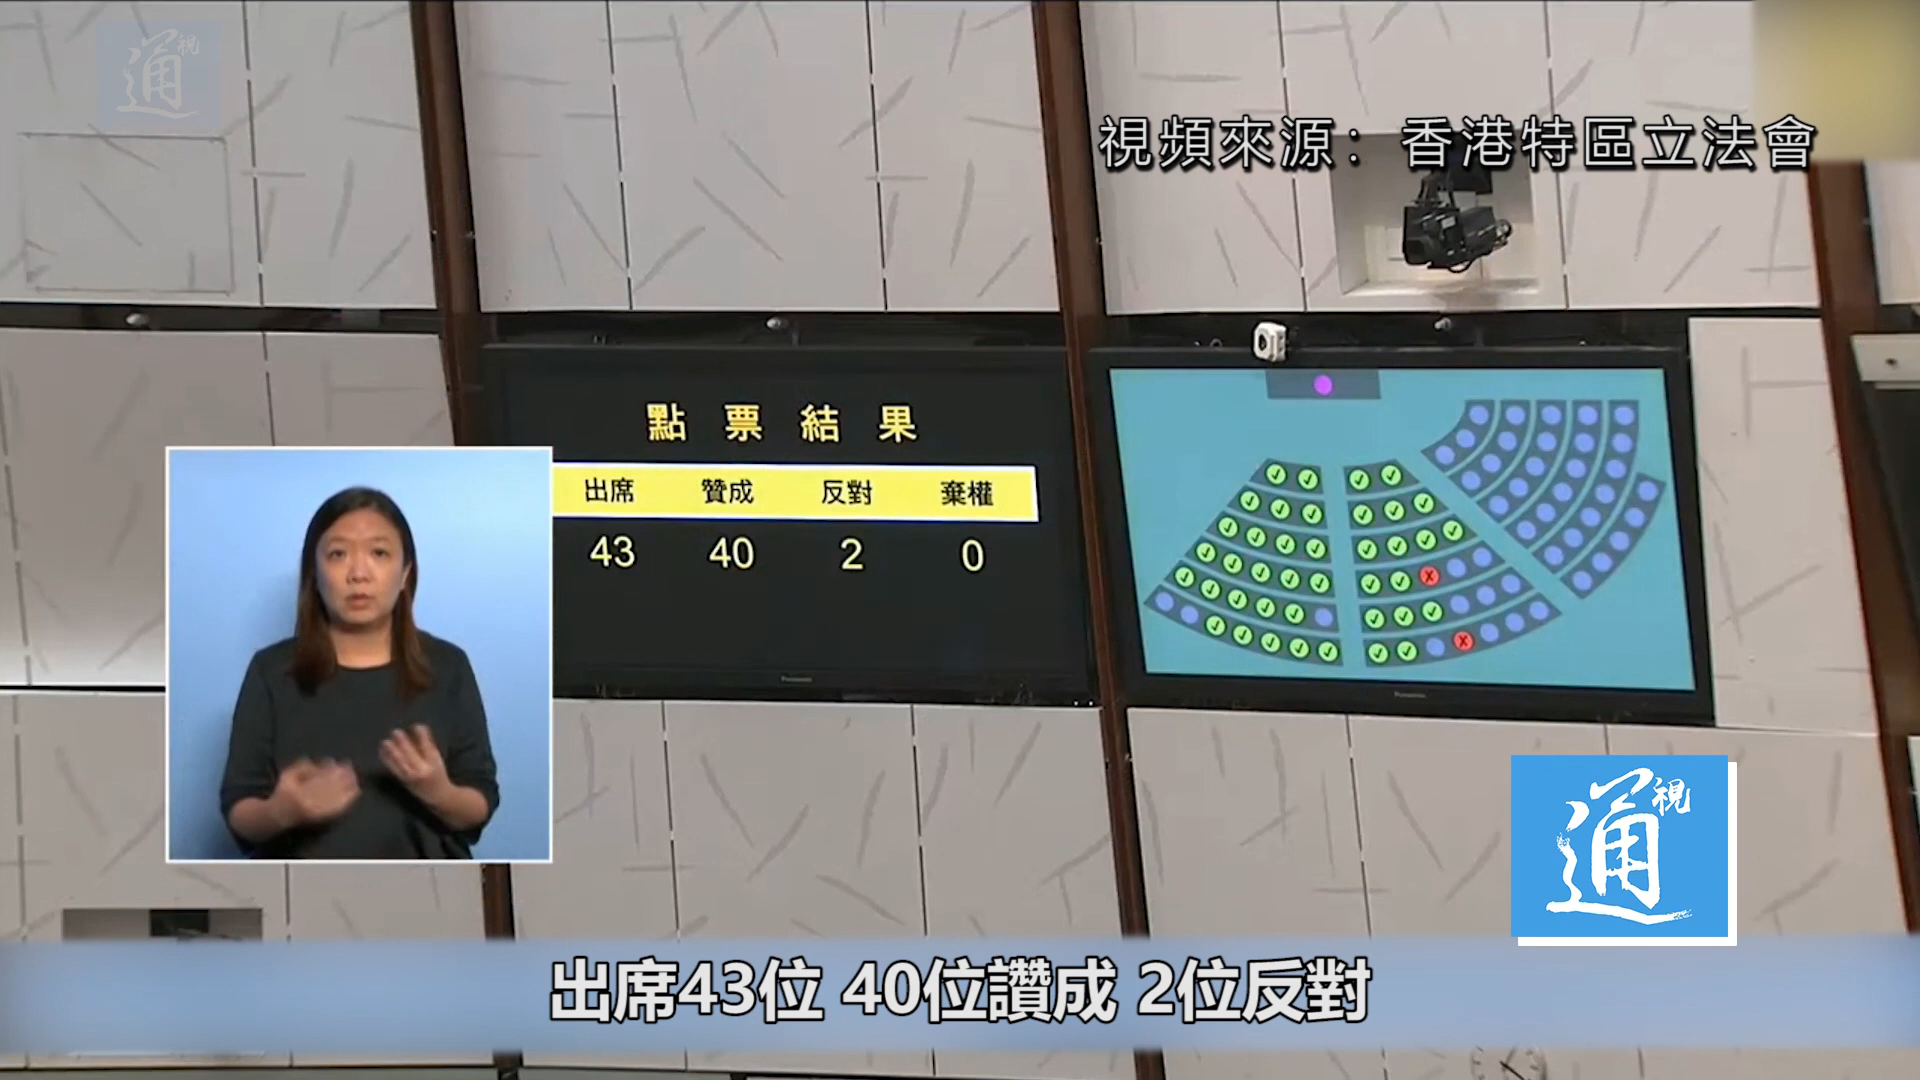 通視
視頻來源：香港特區立法會
點票結果
出席 贊成 反對 棄權
43 40 2 0
Panasonic
Panasonic
通視
出席43位 40位讚成 2位反對